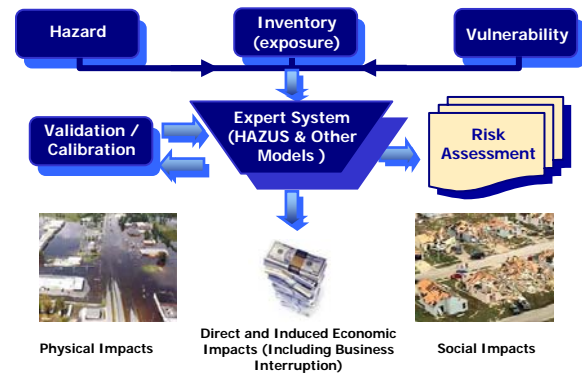 Hazard
Inventory
(exposure)
Vulnerability
Validation /
Calibration
Expert System
(HAZUS & Other
Models )
Risk
Assessment
Physical Impacts
Direct and Induced Economic
Impacts (Including Business
Interruption)
Social Impacts